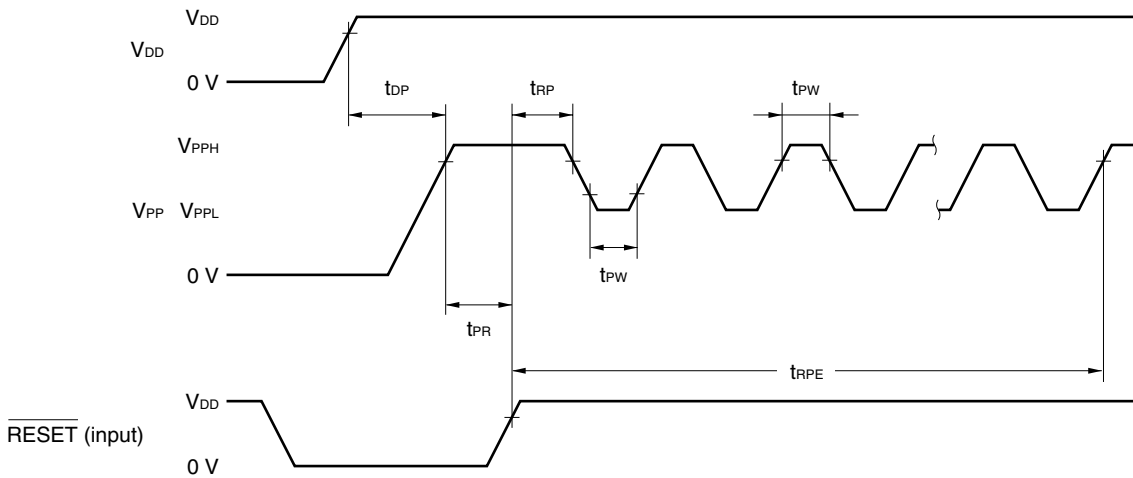 VDD
VDD
0 V
tDP
tRP
tPW
VPPH
VPP VPPL
tPW
0 V
tPR
tRPE
VDD
RESET (input)
0 V